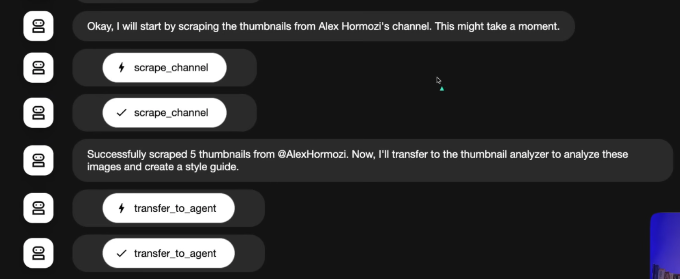 Okay, I will start by scraping the thumbnails from Alex Hormozi's channel. This might take a moment.
scrape_channel
scrape_channel
Successfully scraped 5 thumbnails from @AlexHormozi. Now, I'll transfer to the thumbnail analyzer to analyze these
images and create a style guide.
transfer_to_agent
transfer_to_agent